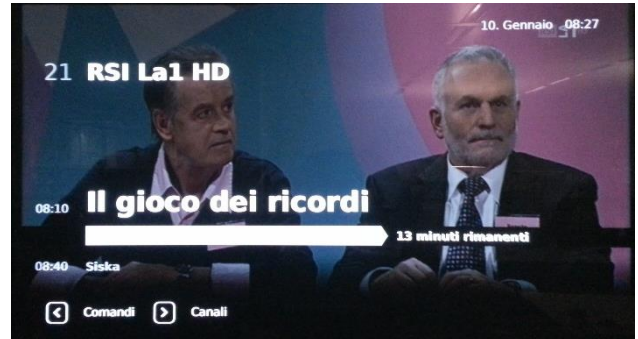 10. Gennaio 08:27
21 RSI La1 HD
08:10 Il gioco dei ricordi
13 minuti rimanenti
08:40 Siska
Comandi Canali